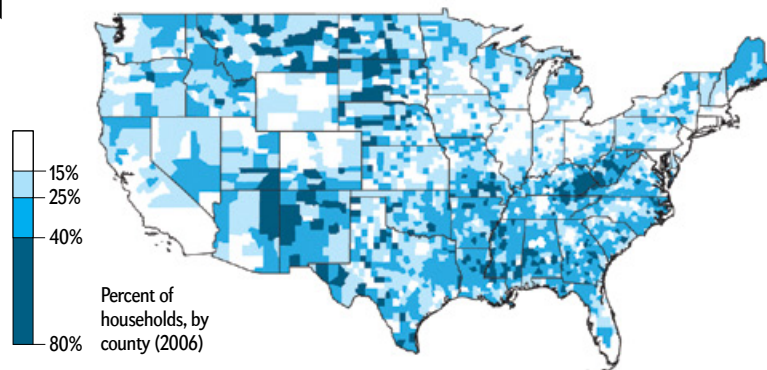 15%
25%
40%
80%
Percent of
households, by
county (2006)